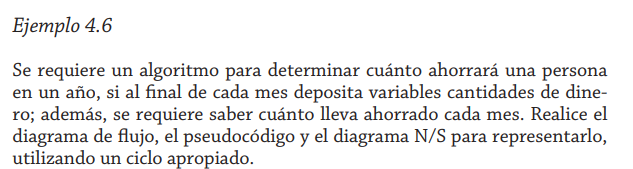 Ejemplo 4.6
Se requiere un algoritmo para determinar cuánto ahorrará una persona
en un año, si al final de cada mes deposita variables cantidades de dine-
ro; además, se requiere saber cuánto lleva ahorrado cada mes. Realice el
diagrama de flujo, el pseudocódigo y el diagrama N/S para representarlo,
utilizando un ciclo apropiado.